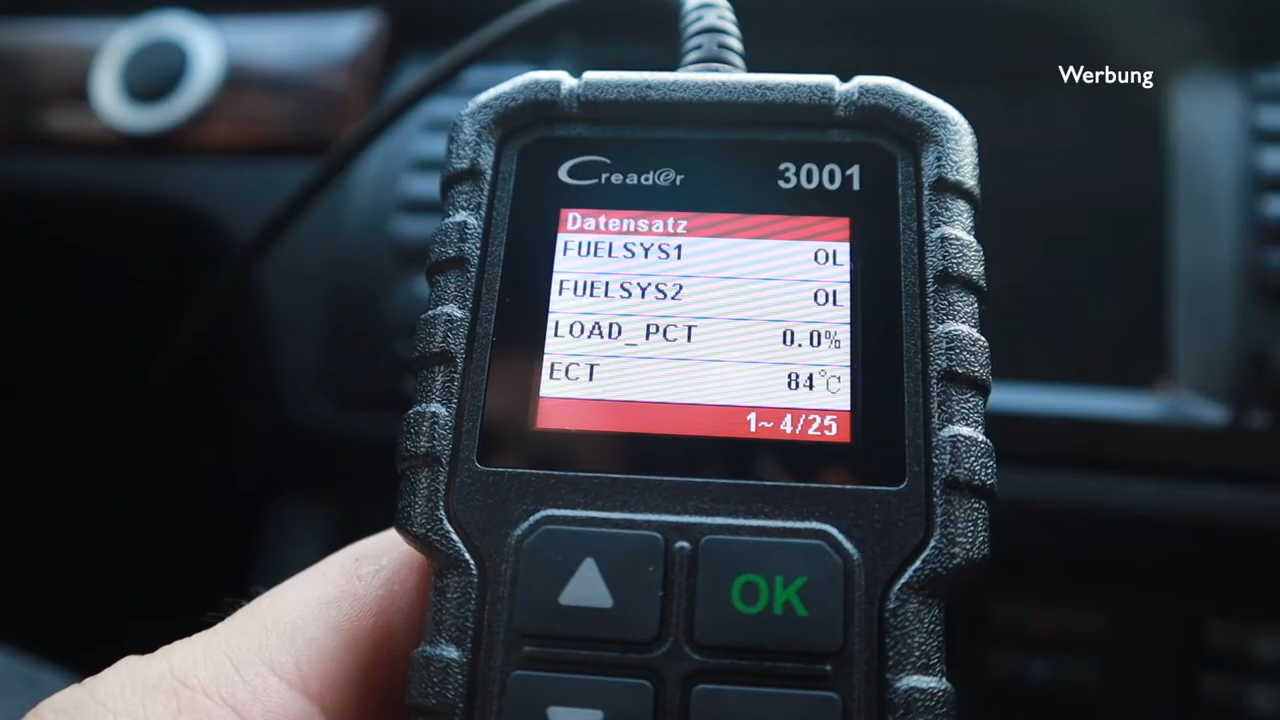 Werbung
Creader 3001
Datensatz
FUELSYS1 OL
FUELSYS2 OL
LOAD_PCT 0.0%
ECT 84°C
1~ 4/25
OK